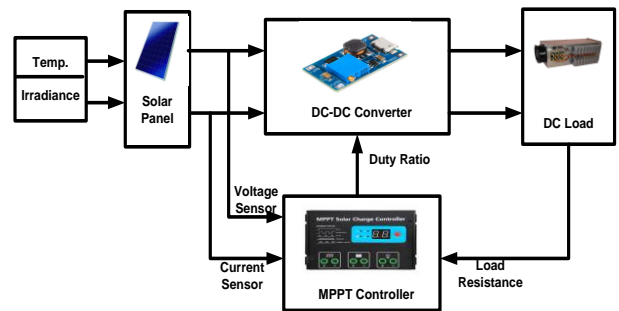 Temp.
Irradiance
Solar
Panel
DC-DC Converter
DC Load
Duty Ratio
Voltage
Sensor
MPPT Solar Charge Controller
Current
Sensor
MPPT Controller
Load
Resistance